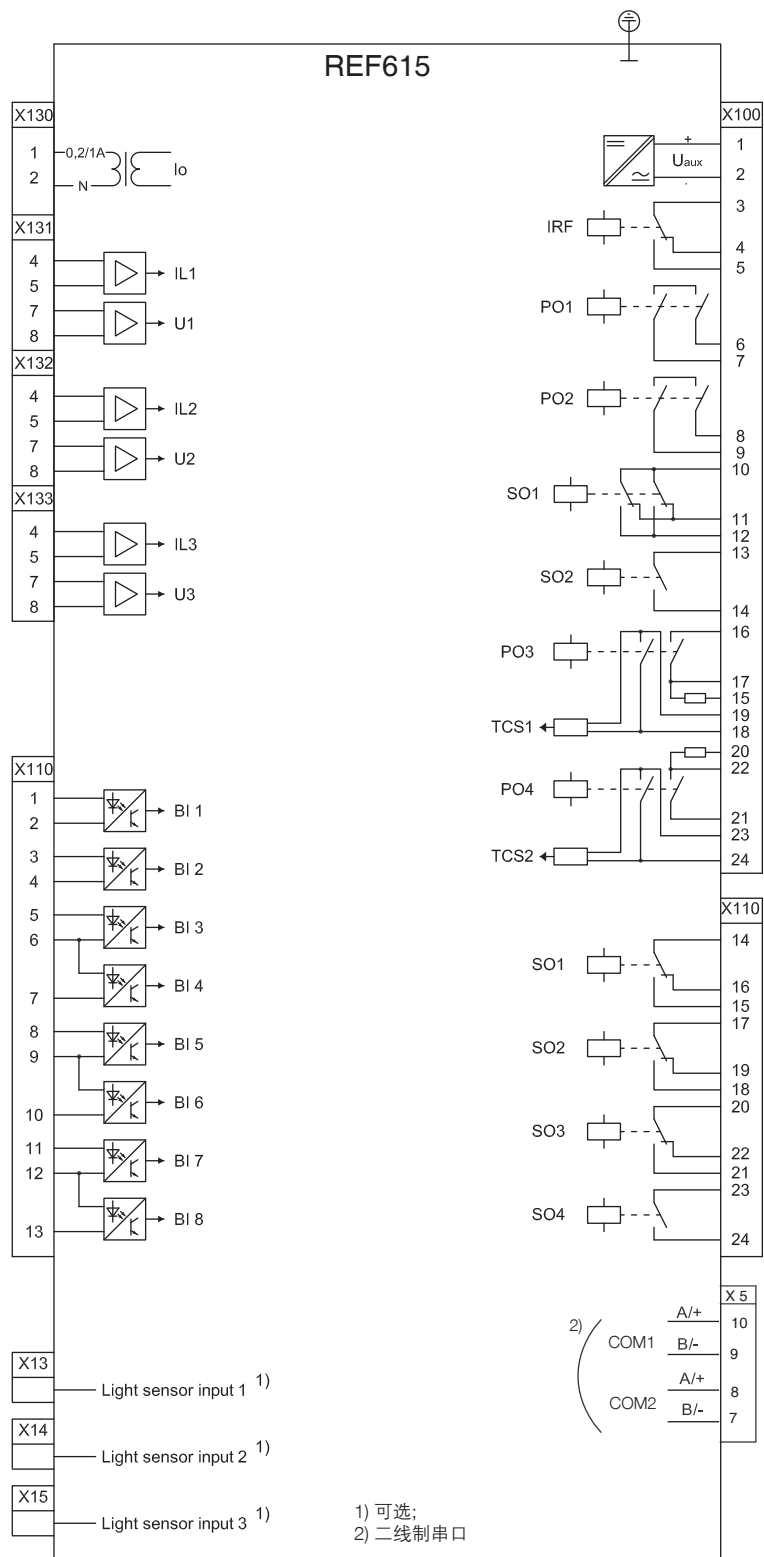 REF615
X130
1 0,2/1A Io
2 N
X131
4 IL1
5
7 U1
8
X132
4 IL2
5
7 U2
8
X133
4 IL3
5
7 U3
8
X110
1 BI 1
2
3 BI 2
4
5 BI 3
6
BI 4
7
8 BI 5
9
BI 6
10
11 BI 7
12
BI 8
13
X13
Light sensor input 1 1)
X14
Light sensor input 2 1)
X15
Light sensor input 3 1)
X100
+ 1
Uaux
- 2
3
IRF
4
5
PO1
6
7
PO2
8
9
10
SO1
11
12
13
SO2
14
16
PO3
17
15
19
TCS1 18
20
22
PO4
21
23
TCS2 24
X110
14
SO1
16
15
17
SO2
19
18
20
SO3
22
21
23
SO4
24
X 5
2) COM1 A/+ 10
B/- 9
COM2 A/+ 8
B/- 7
1) 可选;
2) 二线制串口